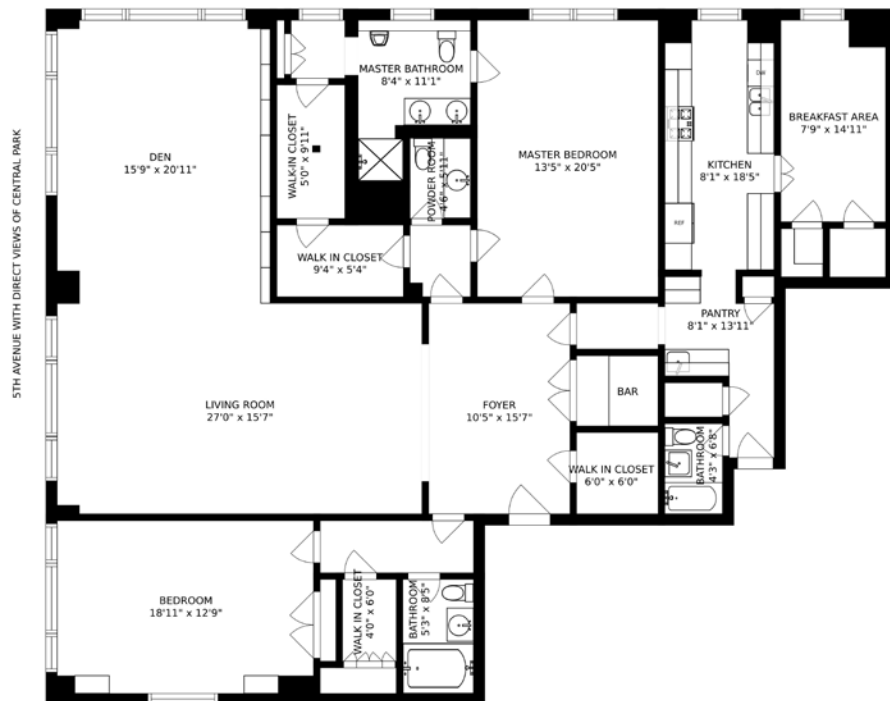 5TH AVENUE WITH DIRECT VIEWS OF CENTRAL PARK
MASTER BATHROOM
8'4" x 11'1"
DEN
15'9" x 20'11"
WALK-IN CLOSET
5'0" x 9'11"
POWDER ROOM
4'6" x 5'11"
MASTER BEDROOM
13'5" x 20'5"
DW
KITCHEN
8'1" x 18'5"
REF
BREAKFAST AREA
7'9" x 14'11"
WALK IN CLOSET
9'4" x 5'4"
PANTRY
8'1" x 13'11"
LIVING ROOM
27'0" x 15'7"
FOYER
10'5" x 15'7"
BAR
WALK IN CLOSET
6'0" x 6'0"
BATHROOM
4'3" x 6'8"
BEDROOM
18'11" x 12'9"
WALK IN CLOSET
4'0" x 6'0"
BATHROOM
5'3" x 8'5"